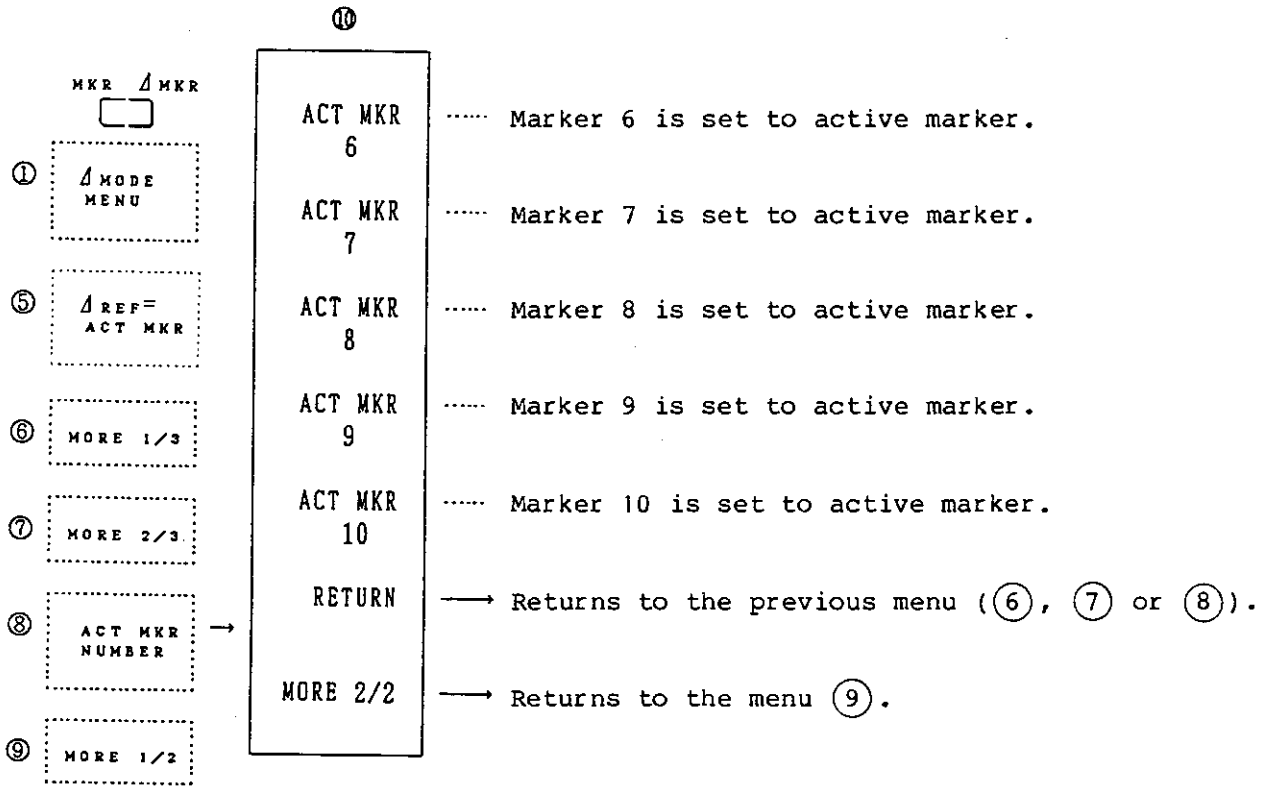 ⑩
MKR ΔMKR
① ΔMODE
MENU
⑤ ΔREF=
ACT MKR
⑥ MORE 1/3
⑦ MORE 2/3
⑧ ACT MKR
NUMBER →
⑨ MORE 1/2
ACT MKR
6 ...... Marker 6 is set to active marker.
ACT MKR
7 ...... Marker 7 is set to active marker.
ACT MKR
8 ...... Marker 8 is set to active marker.
ACT MKR
9 ...... Marker 9 is set to active marker.
ACT MKR
10 ...... Marker 10 is set to active marker.
RETURN → Returns to the previous menu (⑥, ⑦ or ⑧).
MORE 2/2 → Returns to the menu ⑨.